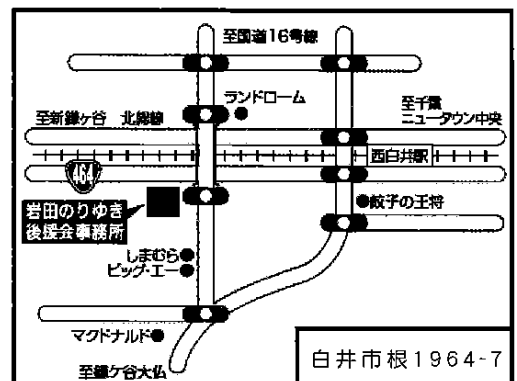 至国道16号線
ランドローム
至新鎌ヶ谷 北総線
至千葉
ニュータウン中央
西白井駅
464
岩田のりゆき
後援会事務所
餃子の王将
しまむら
ビッグ・エー
マクドナルド
至鎌ケ谷大仏
白井市根1964-7